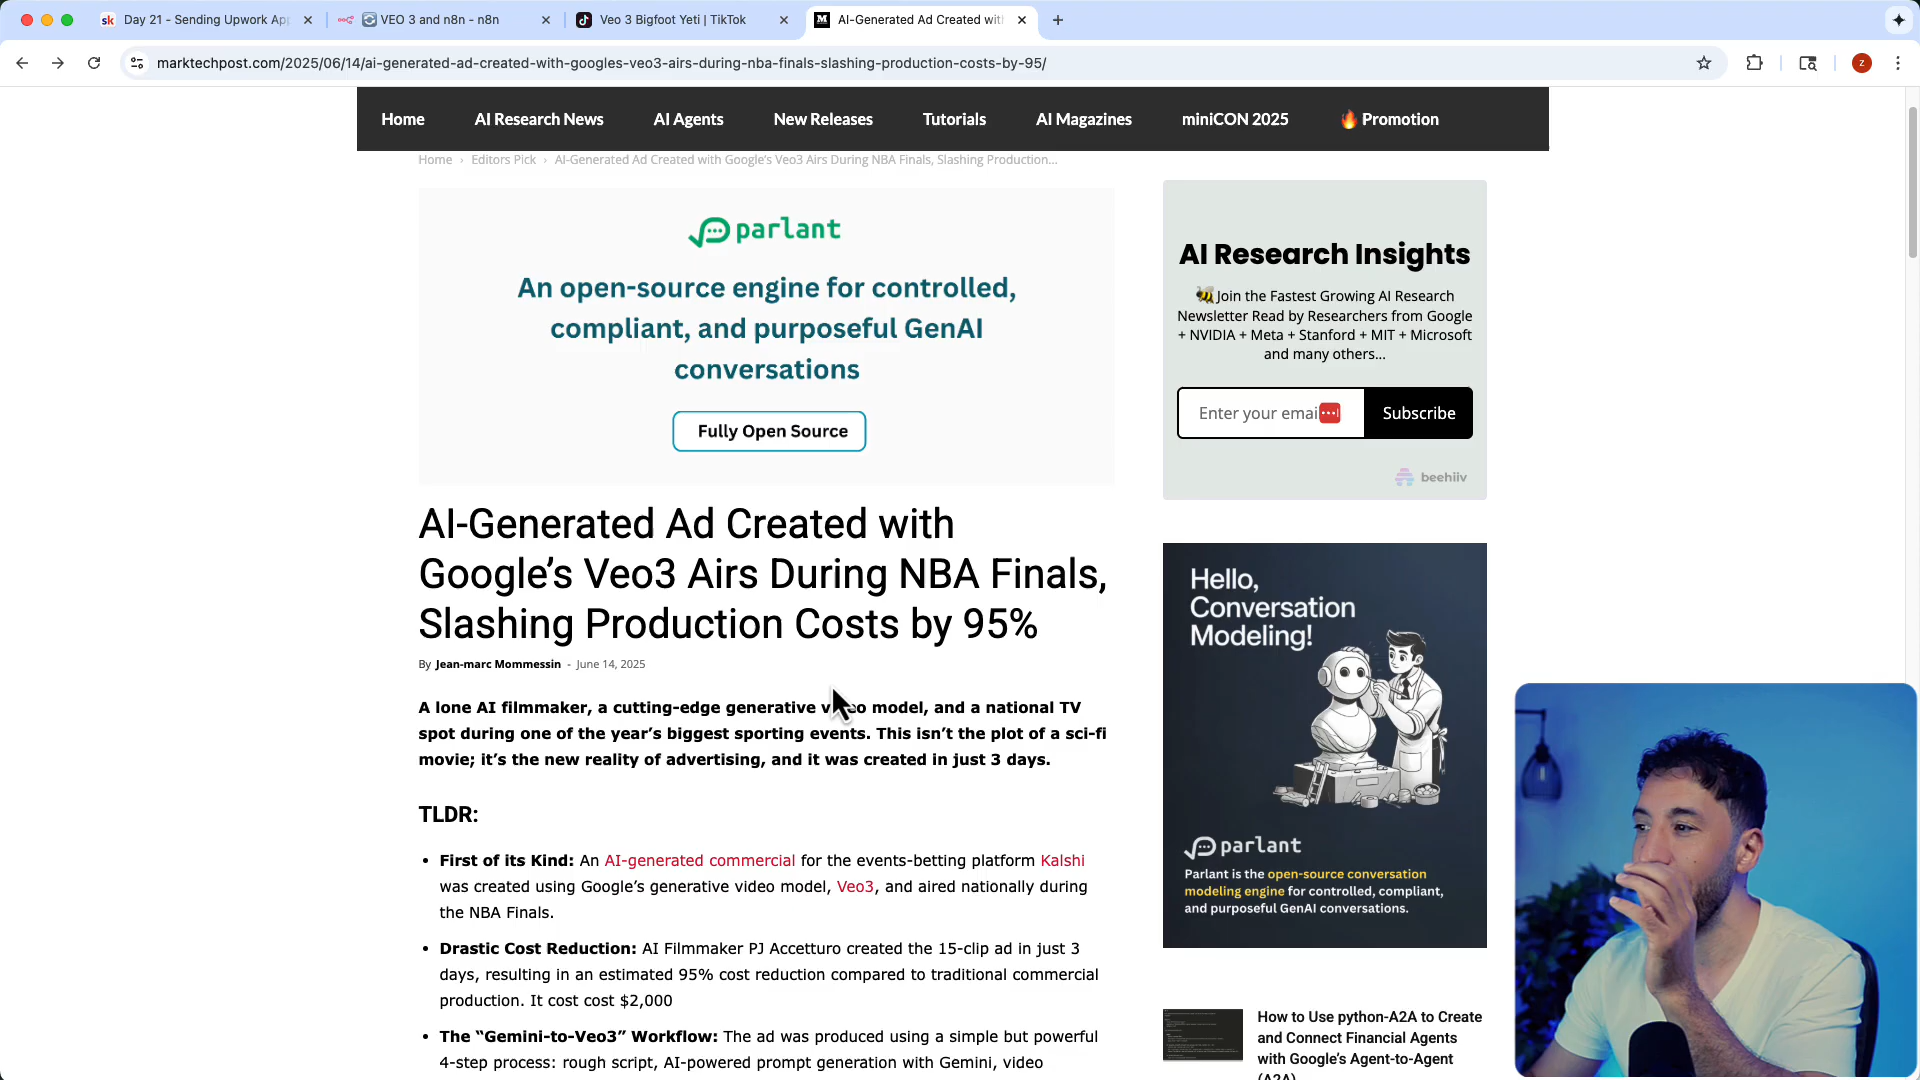 Day 21 - Sending Upwork App
VEO 3 and n8n - n8n
Veo 3 Bigfoot Yeti | TikTok
AI-Generated Ad Created with
marktechpost.com/2025/06/14/ai-generated-ad-created-with-googles-veo3-airs-during-nba-finals-slashing-production-costs-by-95/
Home
AI Research News
AI Agents
New Releases
Tutorials
AI Magazines
miniCON 2025
🔥 Promotion
Home › Editors Pick › AI-Generated Ad Created with Google's Veo3 Airs During NBA Finals, Slashing Production...
parlant
An open-source engine for controlled,
compliant, and purposeful GenAI
conversations
Fully Open Source
AI-Generated Ad Created with
Google’s Veo3 Airs During NBA Finals,
Slashing Production Costs by 95%
By Jean-marc Mommessin - June 14, 2025
A lone AI filmmaker, a cutting-edge generative video model, and a national TV
spot during one of the year’s biggest sporting events. This isn’t the plot of a sci-fi
movie; it’s the new reality of advertising, and it was created in just 3 days.
TLDR:
• First of its Kind: An AI-generated commercial for the events-betting platform Kalshi
was created using Google’s generative video model, Veo3, and aired nationally during
the NBA Finals.
• Drastic Cost Reduction: AI Filmmaker PJ Accetturo created the 15-clip ad in just 3
days, resulting in an estimated 95% cost reduction compared to traditional commercial
production. It cost cost $2,000
• The “Gemini-to-Veo3” Workflow: The ad was produced using a simple but powerful
4-step process: rough script, AI-powered prompt generation with Gemini, video
AI Research Insights
🐝Join the Fastest Growing AI Research
Newsletter Read by Researchers from Google
+ NVIDIA + Meta + Stanford + MIT + Microsoft
and many others...
Enter your emai
Subscribe
beehiiv
Hello,
Conversation
Modeling!
parlant
Parlant is the open-source conversation
modeling engine for controlled, compliant,
and purposeful GenAI conversations.
How to Use python-A2A to Create
and Connect Financial Agents
with Google’s Agent-to-Agent
(A2A)